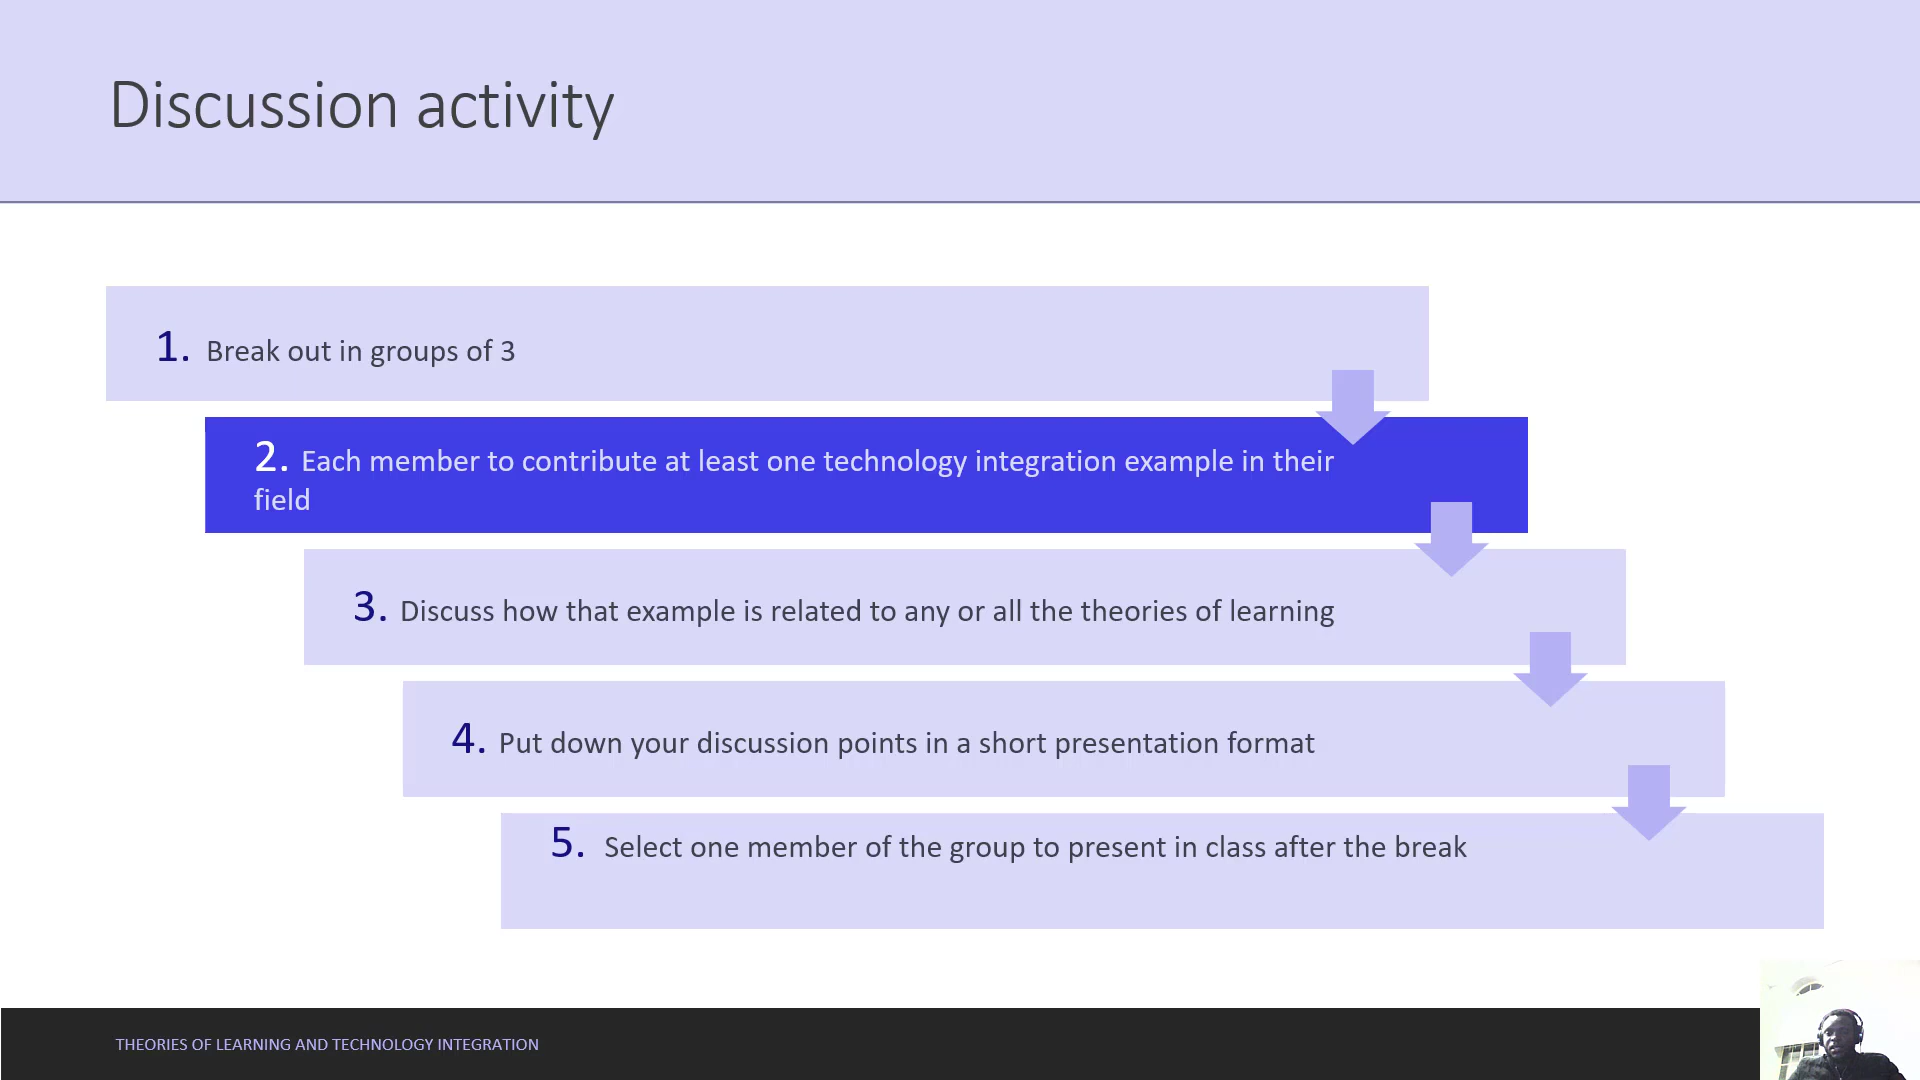 Discussion activity
1. Break out in groups of 3
2. Each member to contribute at least one technology integration example in their
field
3. Discuss how that example is related to any or all the theories of learning
4. Put down your discussion points in a short presentation format
5. Select one member of the group to present in class after the break
THEORIES OF LEARNING AND TECHNOLOGY INTEGRATION